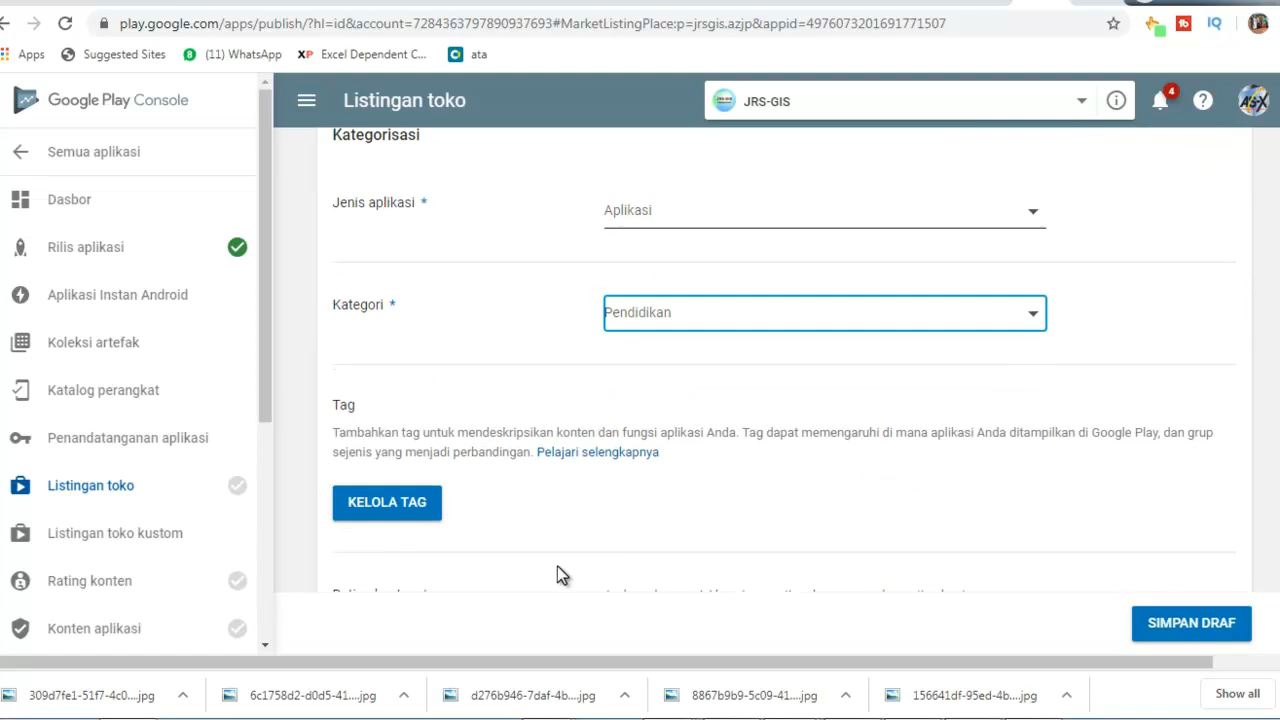 play.google.com/apps/publish/?hl=id&account=7284363797890937693#MarketListingPlace:p=jrsgis.azjp&appid=4976073201691771507
Apps
Suggested Sites
(11) WhatsApp
XP
Excel Dependent C...
ata
Google Play Console
Listingan toko
JRS-GIS
4
Semua aplikasi
Dasbor
Rilis aplikasi
Aplikasi Instan Android
Koleksi artefak
Katalog perangkat
Penandatanganan aplikasi
Listingan toko
Listingan toko kustom
Rating konten
Konten aplikasi
Kategorisasi
Jenis aplikasi *
Aplikasi
Kategori *
Pendidikan
Tag
Tambahkan tag untuk mendeskripsikan konten dan fungsi aplikasi Anda. Tag dapat memengaruhi di mana aplikasi Anda ditampilkan di Google Play, dan grup
sejenis yang menjadi perbandingan. Pelajari selengkapnya
KELOLA TAG
SIMPAN DRAF
309d7fe1-51f7-4c0....jpg
6c1758d2-d0d5-41....jpg
d276b946-7daf-4b....jpg
8867b9b9-5c09-41....jpg
156641df-95ed-4b....jpg
Show all